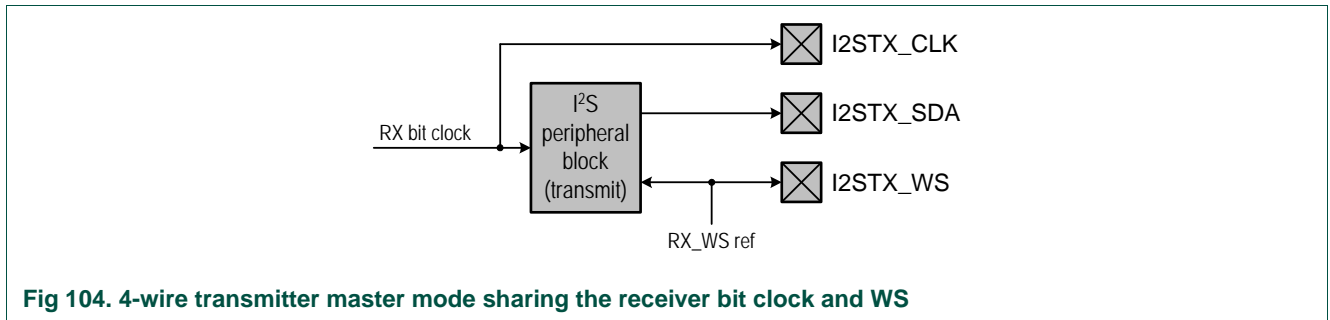 I2STX_CLK
I²S
peripheral
block
(transmit)
I2STX_SDA
RX bit clock
I2STX_WS
RX_WS ref
Fig 104. 4-wire transmitter master mode sharing the receiver bit clock and WS